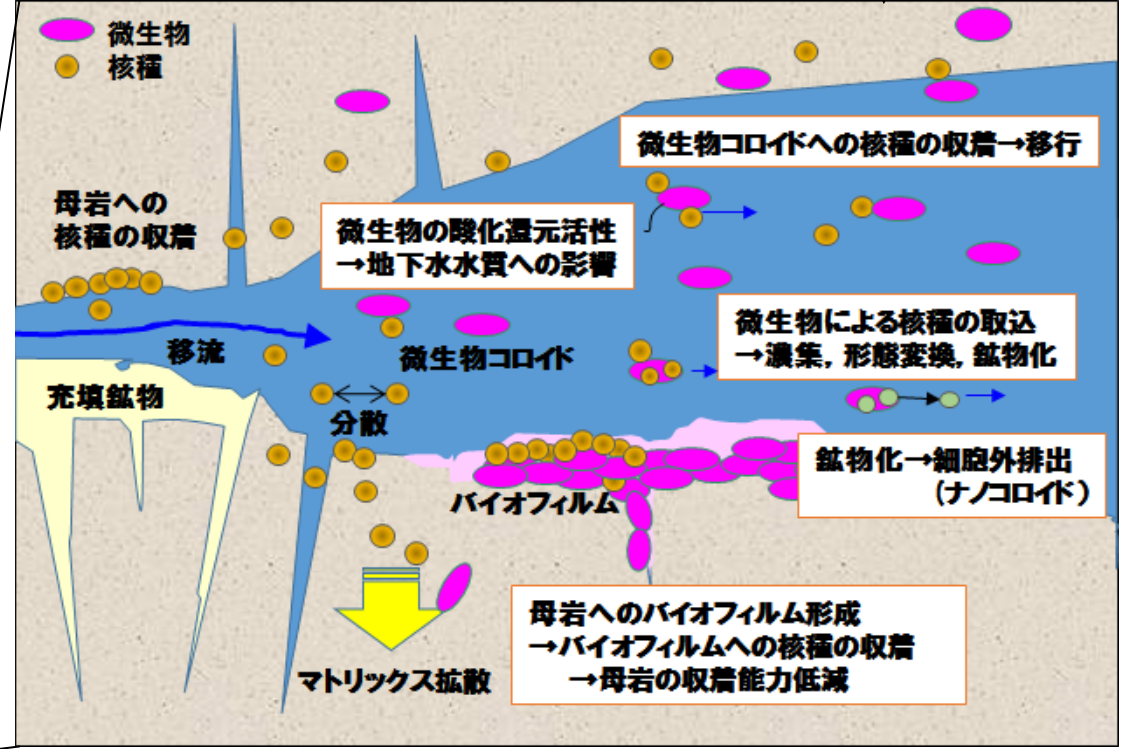 微生物
核種
微生物コロイドへの核種の収着→移行
母岩への
核種の収着
微生物の酸化還元活性
→地下水水質への影響
微生物による核種の取込
→濃集, 形態変換, 鉱物化
移流
微生物コロイド
充填鉱物
分散
鉱物化→細胞外排出
(ナノコロイド)
バイオフィルム
母岩へのバイオフィルム形成
→バイオフィルムへの核種の収着
→母岩の収着能力低減
マトリックス拡散